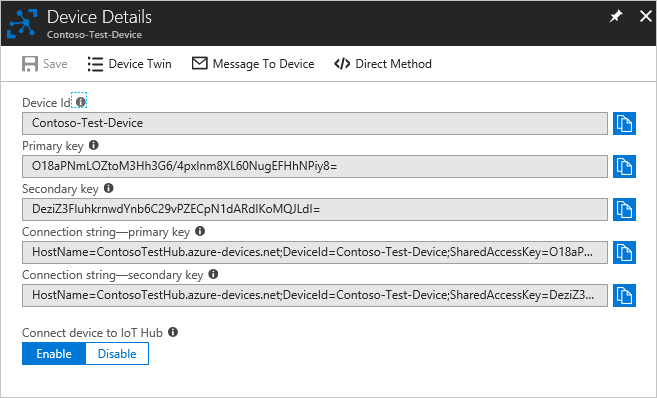 Device Details
Contoso-Test-Device
Save Device Twin Message To Device Direct Method
Device Id
Contoso-Test-Device
Primary key
O18aPNmLOZtoM3Hh3G6/4pxlnm8XL60NugEFHhNPiy8=
Secondary key
DeziZ3FluhkrnwdYnb6C29vPZECpN1dARdlKoMQJLdI=
Connection string—primary key
HostName=ContosoTestHub.azure-devices.net;DeviceId=Contoso-Test-Device;SharedAccessKey=O18aP...
Connection string—secondary key
HostName=ContosoTestHub.azure-devices.net;DeviceId=Contoso-Test-Device;SharedAccessKey=DeziZ3...
Connect device to IoT Hub
Enable Disable